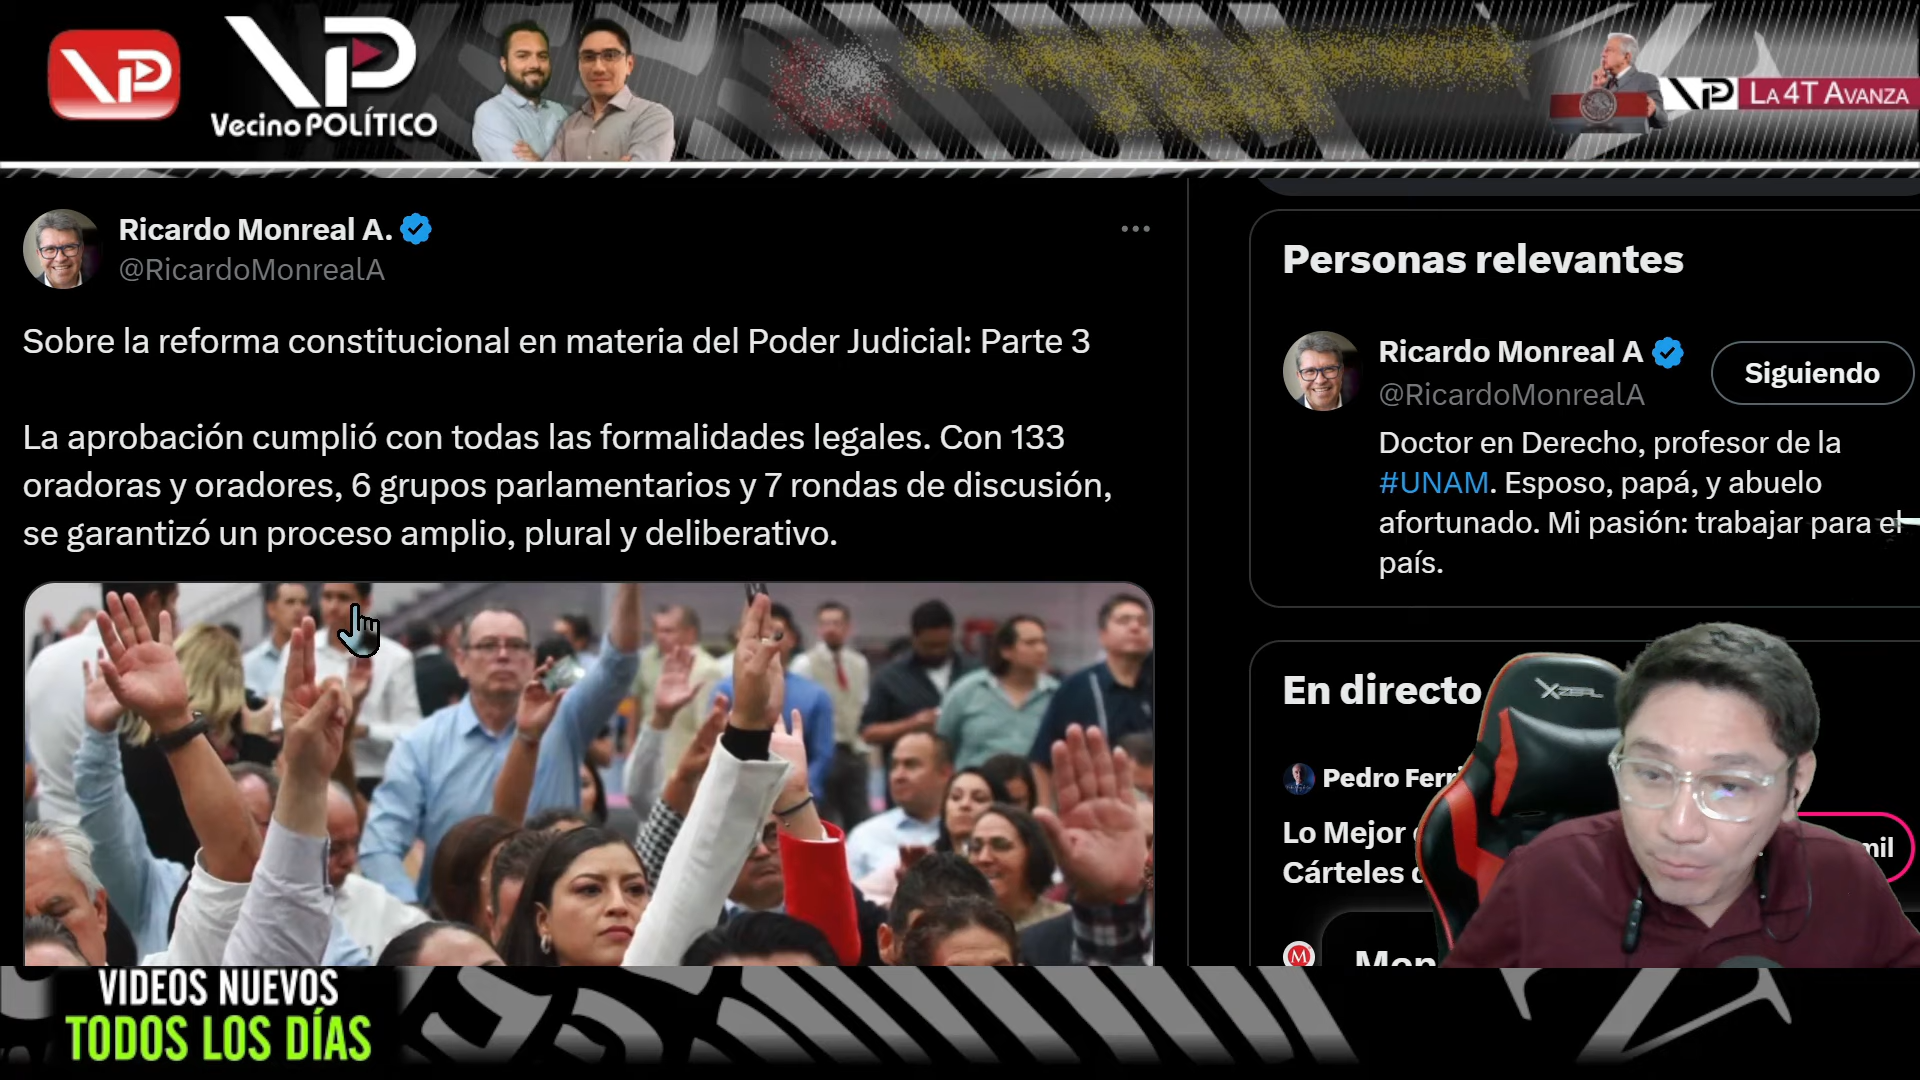 VP
VP
Vecino POLÍTICO
VP LA 4T AVANZA
Ricardo Monreal A.
@RicardoMonrealA
Sobre la reforma constitucional en materia del Poder Judicial: Parte 3
La aprobación cumplió con todas las formalidades legales. Con 133
oradoras y oradores, 6 grupos parlamentarios y 7 rondas de discusión,
se garantizó un proceso amplio, plural y deliberativo.
Personas relevantes
Ricardo Monreal A
@RicardoMonrealA
Siguiendo
Doctor en Derecho, profesor de la
#UNAM. Esposo, papá, y abuelo
afortunado. Mi pasión: trabajar para el
país.
En directo
Pedro Ferr
Lo Mejor
Cárteles
mil
M
XZEAL
VIDEOS NUEVOS
TODOS LOS DÍAS